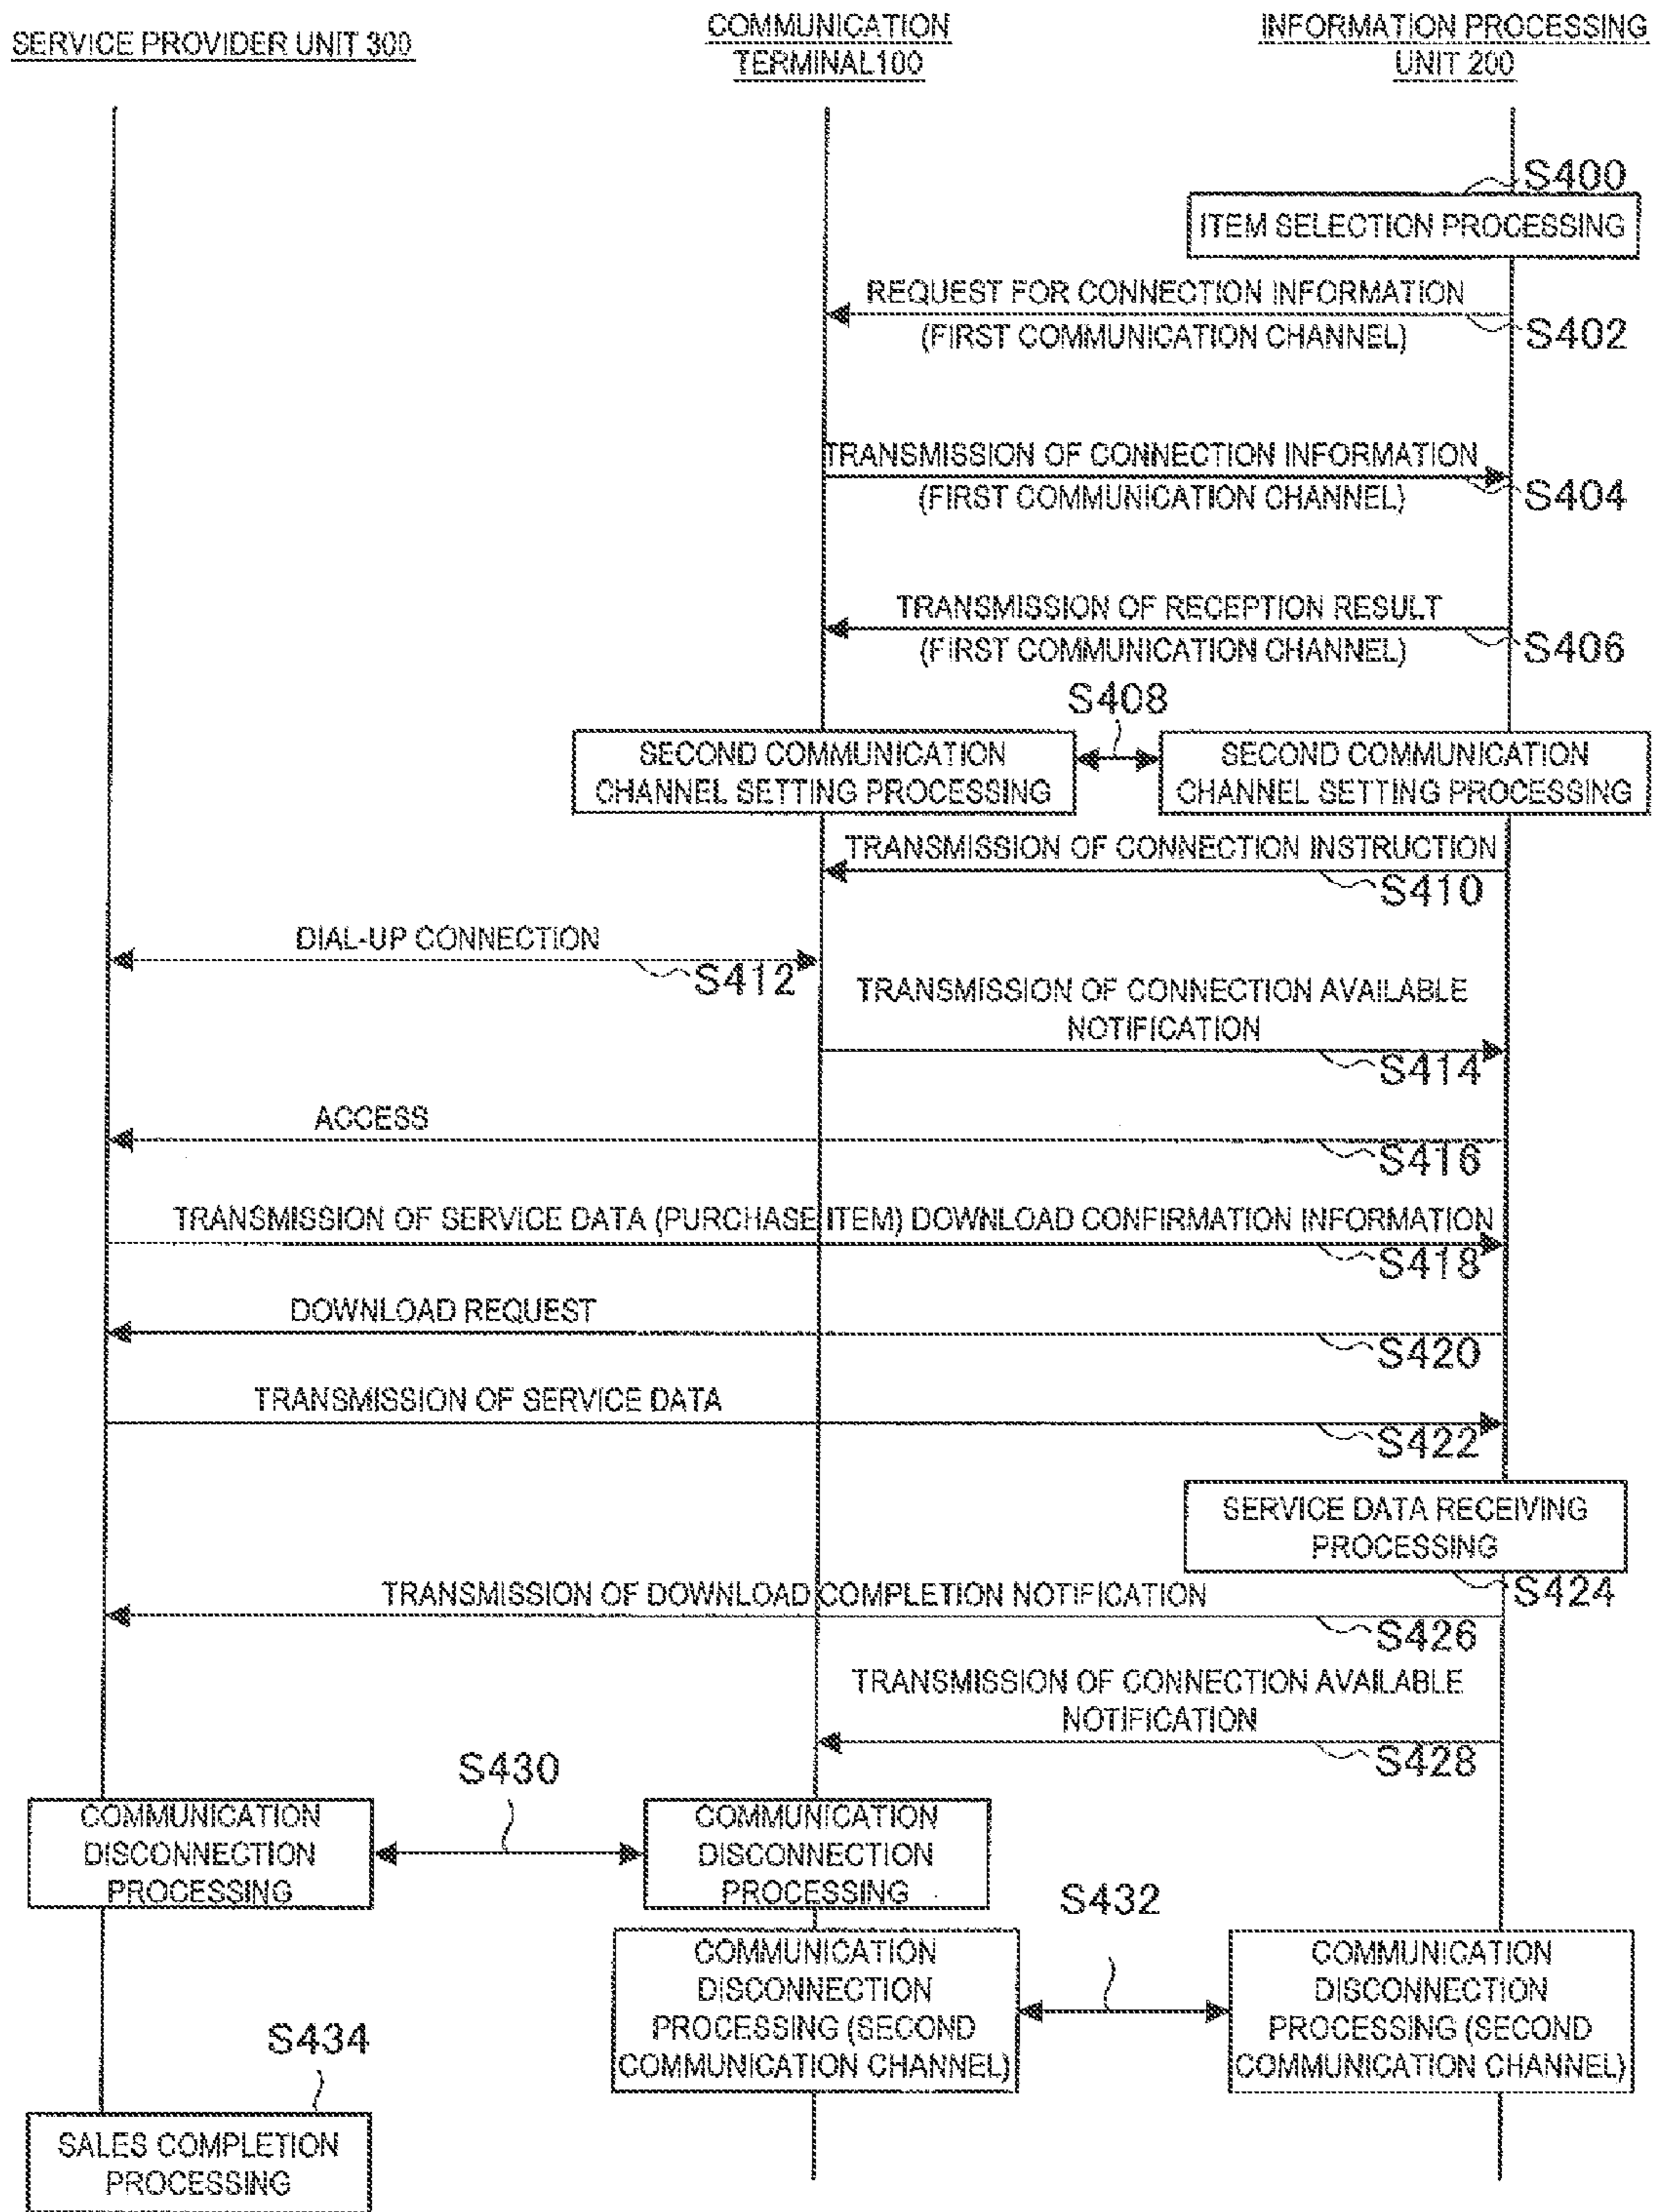 SERVICE PROVIDER UNIT 300
COMMUNICATION
TERMINAL100
INFORMATION PROCESSING
UNIT 200
S400
ITEM SELECTION PROCESSING
REQUEST FOR CONNECTION INFORMATION
(FIRST COMMUNICATION CHANNEL)
S402
TRANSMISSION OF CONNECTION INFORMATION
(FIRST COMMUNICATION CHANNEL)
S404
TRANSMISSION OF RECEPTION RESULT
(FIRST COMMUNICATION CHANNEL)
S406
S408
SECOND COMMUNICATION
CHANNEL SETTING PROCESSING
SECOND COMMUNICATION
CHANNEL SETTING PROCESSING
TRANSMISSION OF CONNECTION INSTRUCTION
S410
DIAL-UP CONNECTION
S412
TRANSMISSION OF CONNECTION AVAILABLE
NOTIFICATION
S414
ACCESS
S416
TRANSMISSION OF SERVICE DATA (PURCHASE ITEM) DOWNLOAD CONFIRMATION INFORMATION
S418
DOWNLOAD REQUEST
S420
TRANSMISSION OF SERVICE DATA
S422
SERVICE DATA RECEIVING
PROCESSING
S424
TRANSMISSION OF DOWNLOAD COMPLETION NOTIFICATION
S426
TRANSMISSION OF CONNECTION AVAILABLE
NOTIFICATION
S428
S430
COMMUNICATION
DISCONNECTION
PROCESSING
COMMUNICATION
DISCONNECTION
PROCESSING
S432
COMMUNICATION
DISCONNECTION
PROCESSING (SECOND
COMMUNICATION CHANNEL)
COMMUNICATION
DISCONNECTION
PROCESSING (SECOND
COMMUNICATION CHANNEL)
S434
SALES COMPLETION
PROCESSING